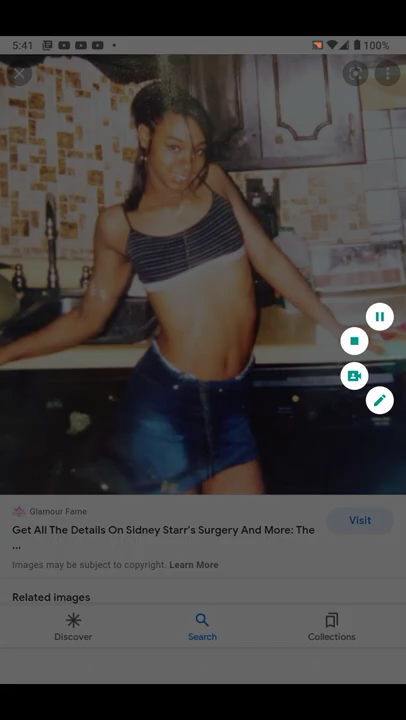 5:41
100%
Glamour Fame
Get All The Details On Sidney Starr's Surgery And More: The
...
Visit
Images may be subject to copyright. Learn More
Related images
Discover
Search
Collections